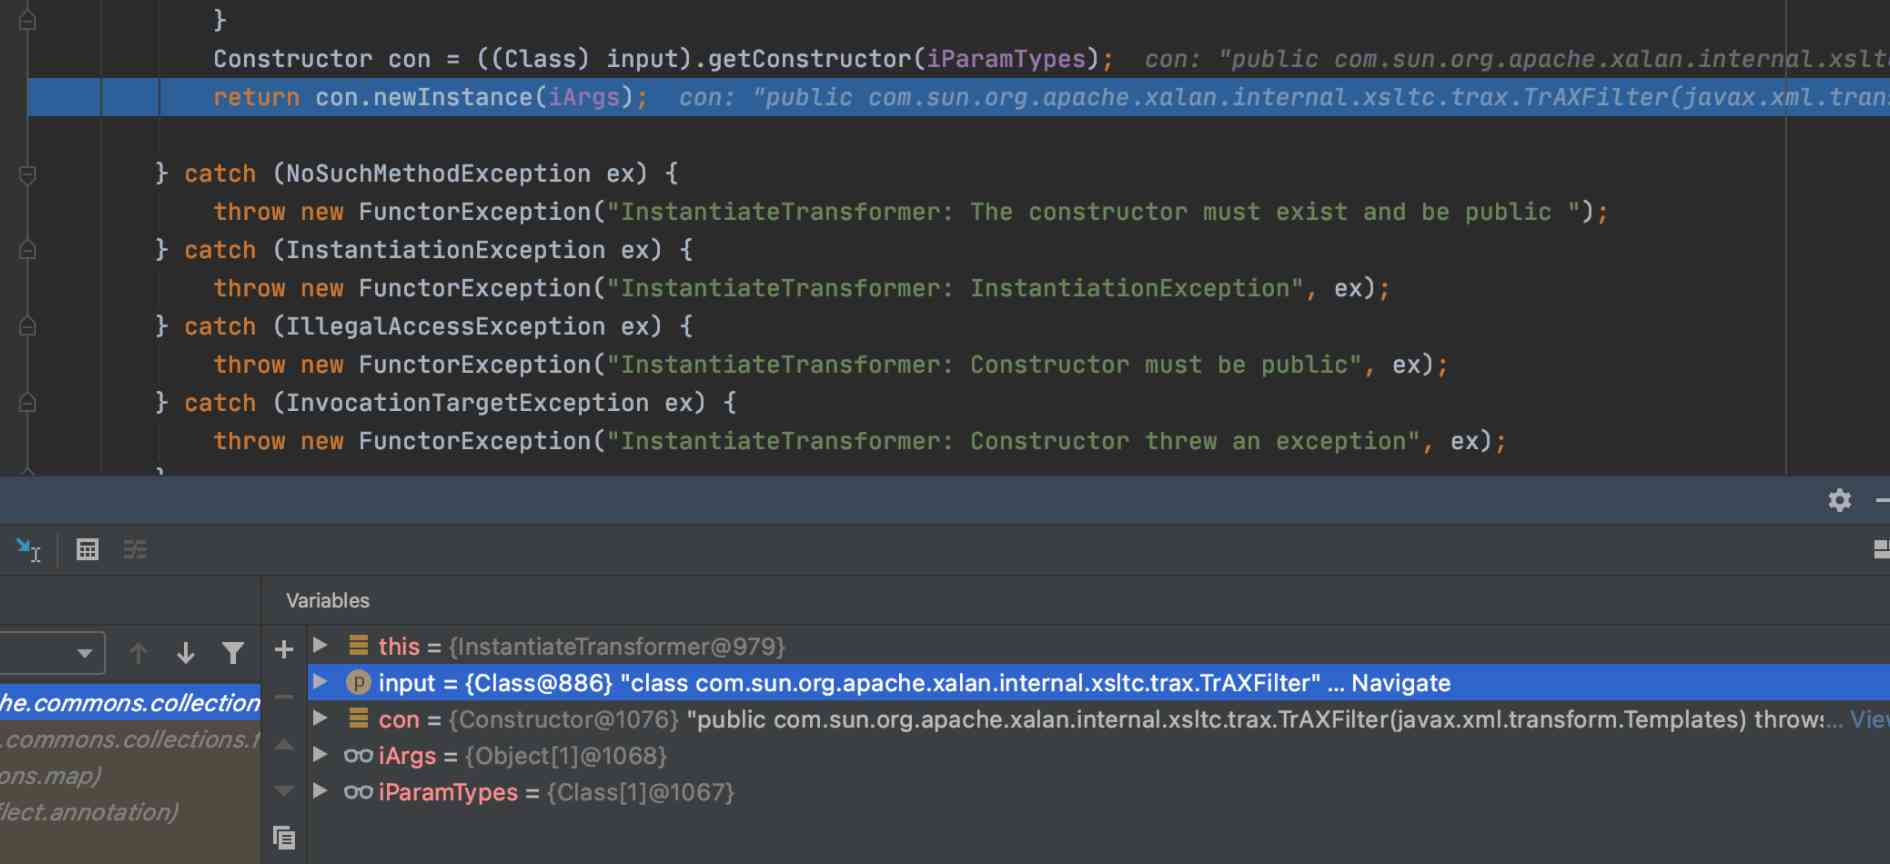 }
Constructor con = ((Class) input).getConstructor(iParamTypes); con: "public com.sun.org.apache.xalan.internal.xslt
return con.newInstance(iArgs); con: "public com.sun.org.apache.xalan.internal.xsltc.trax.TrAXFilter(javax.xml.trans
} catch (NoSuchMethodException ex) {
throw new FunctorException("InstantiateTransformer: The constructor must exist and be public ");
} catch (InstantiationException ex) {
throw new FunctorException("InstantiateTransformer: InstantiationException", ex);
} catch (IllegalAccessException ex) {
throw new FunctorException("InstantiateTransformer: Constructor must be public", ex);
} catch (InvocationTargetException ex) {
throw new FunctorException("InstantiateTransformer: Constructor threw an exception", ex);
}
Variables
this = {InstantiateTransformer@979}
input = {Class@886} "class com.sun.org.apache.xalan.internal.xsltc.trax.TrAXFilter" ... Navigate
he.commons.collection
con = {Constructor@1076} "public com.sun.org.apache.xalan.internal.xsltc.trax.TrAXFilter(javax.xml.transform.Templates) throws... View
.commons.collections.f
iArgs = {Object[1]@1068}
ons.map)
iParamTypes = {Class[1]@1067}
flect.annotation)